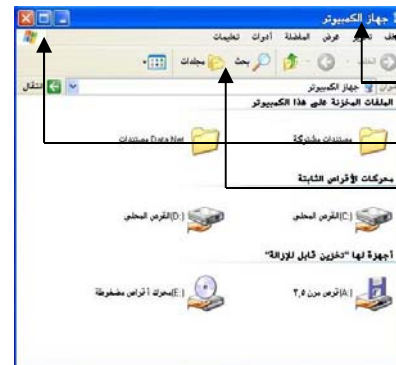 جهاز الكمبيوتر
عرض المفضلة أدوات تعليمات
بحث مجلدات
جهاز الكمبيوتر انتقال
الملفات المخزنة على هذا الكمبيوتر
مستندات مشتركة
مستندات Data Net
محركات الأقراص الثابتة
القرص المحلي (C:)
القرص المحلي (D:)
أجهزة لها "تخزين قابل للإزالة"
قرص مرن ٣,٥ (A:)
محرك أقراص مضغوطة (E:)